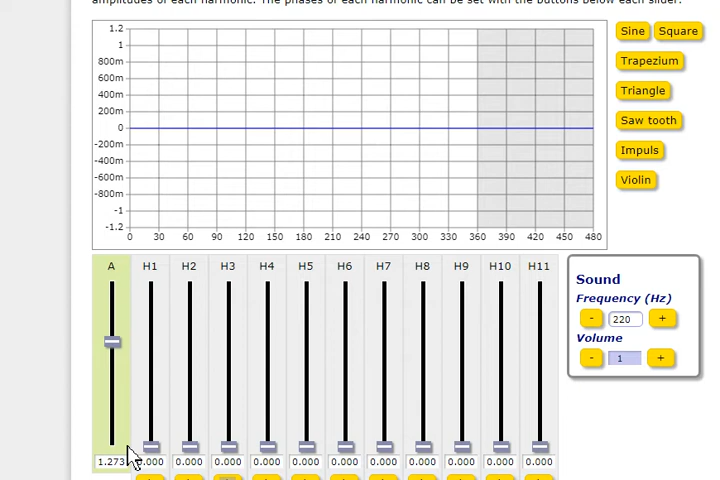 amplitudes of each harmonic. The phases of each harmonic can be set with the buttons below each slider.
1.2
1
800m
600m
400m
200m
0
-200m
-400m
-600m
-800m
-1
-1.2
0 30 60 90 120 150 180 210 240 270 300 330 360 390 420 450 480
Sine Square
Trapezium
Triangle
Saw tooth
Impuls
Violin
A H1 H2 H3 H4 H5 H6 H7 H8 H9 H10 H11
1.273 0.000 0.000 0.000 0.000 0.000 0.000 0.000 0.000 0.000 0.000 0.000
Sound
Frequency (Hz)
- 220 +
Volume
- 1 +